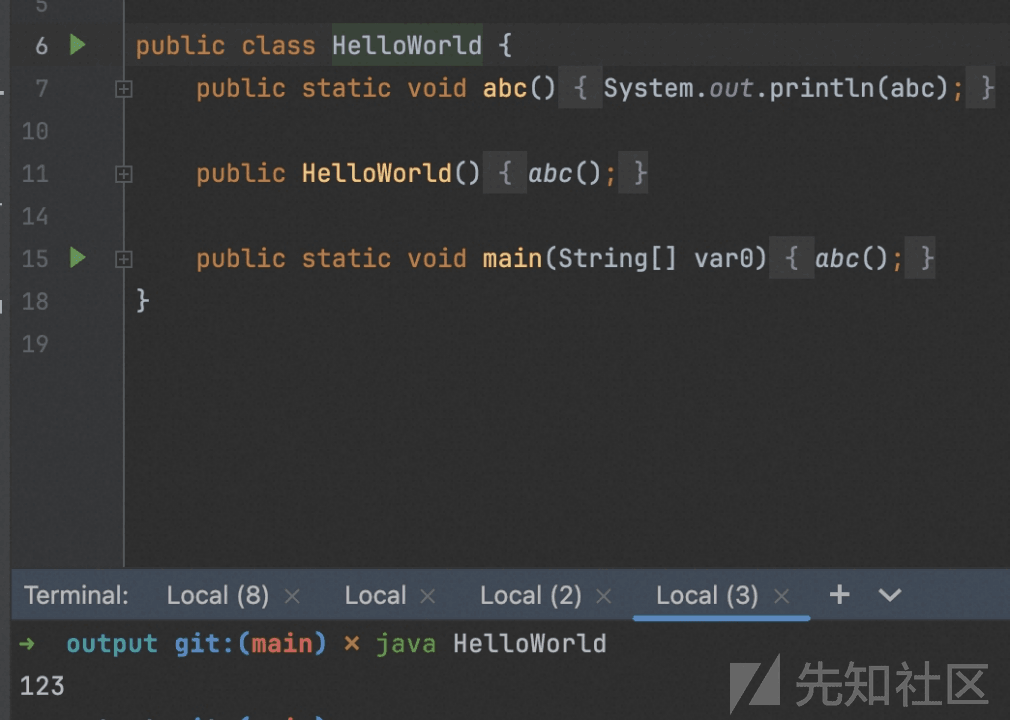 5
6 public class HelloWorld {
7 public static void abc() { System.out.println(abc); }
10
11 public HelloWorld() { abc(); }
14
15 public static void main(String[] var0) { abc(); }
18 }
19
Terminal: Local (8) × Local × Local (2) × Local (3) × +
→ output git:(main) × java HelloWorld
123
先知社区